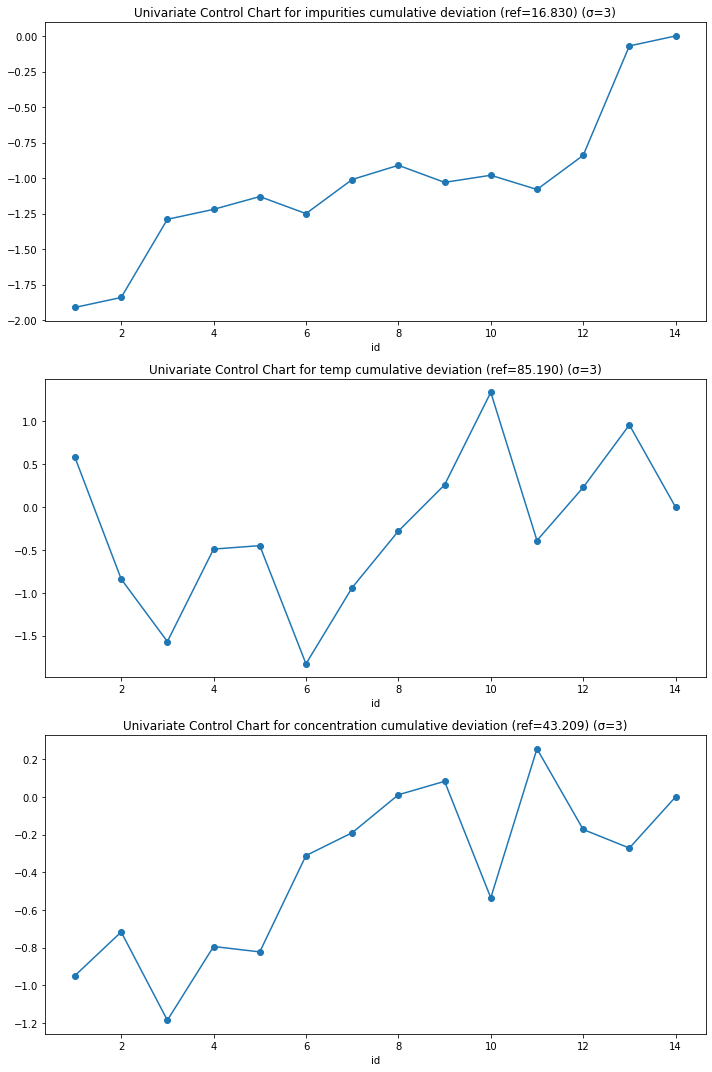 Univariate Control Chart for impurities cumulative deviation (ref=16.830) (σ=3)
0.00
−0.25
−0.50
−0.75
−1.00
−1.25
−1.50
−1.75
−2.00
2 4 6 8 10 12 14
id
Univariate Control Chart for temp cumulative deviation (ref=85.190) (σ=3)
1.0
0.5
0.0
−0.5
−1.0
−1.5
2 4 6 8 10 12 14
id
Univariate Control Chart for concentration cumulative deviation (ref=43.209) (σ=3)
0.2
0.0
−0.2
−0.4
−0.6
−0.8
−1.0
−1.2
2 4 6 8 10 12 14
id